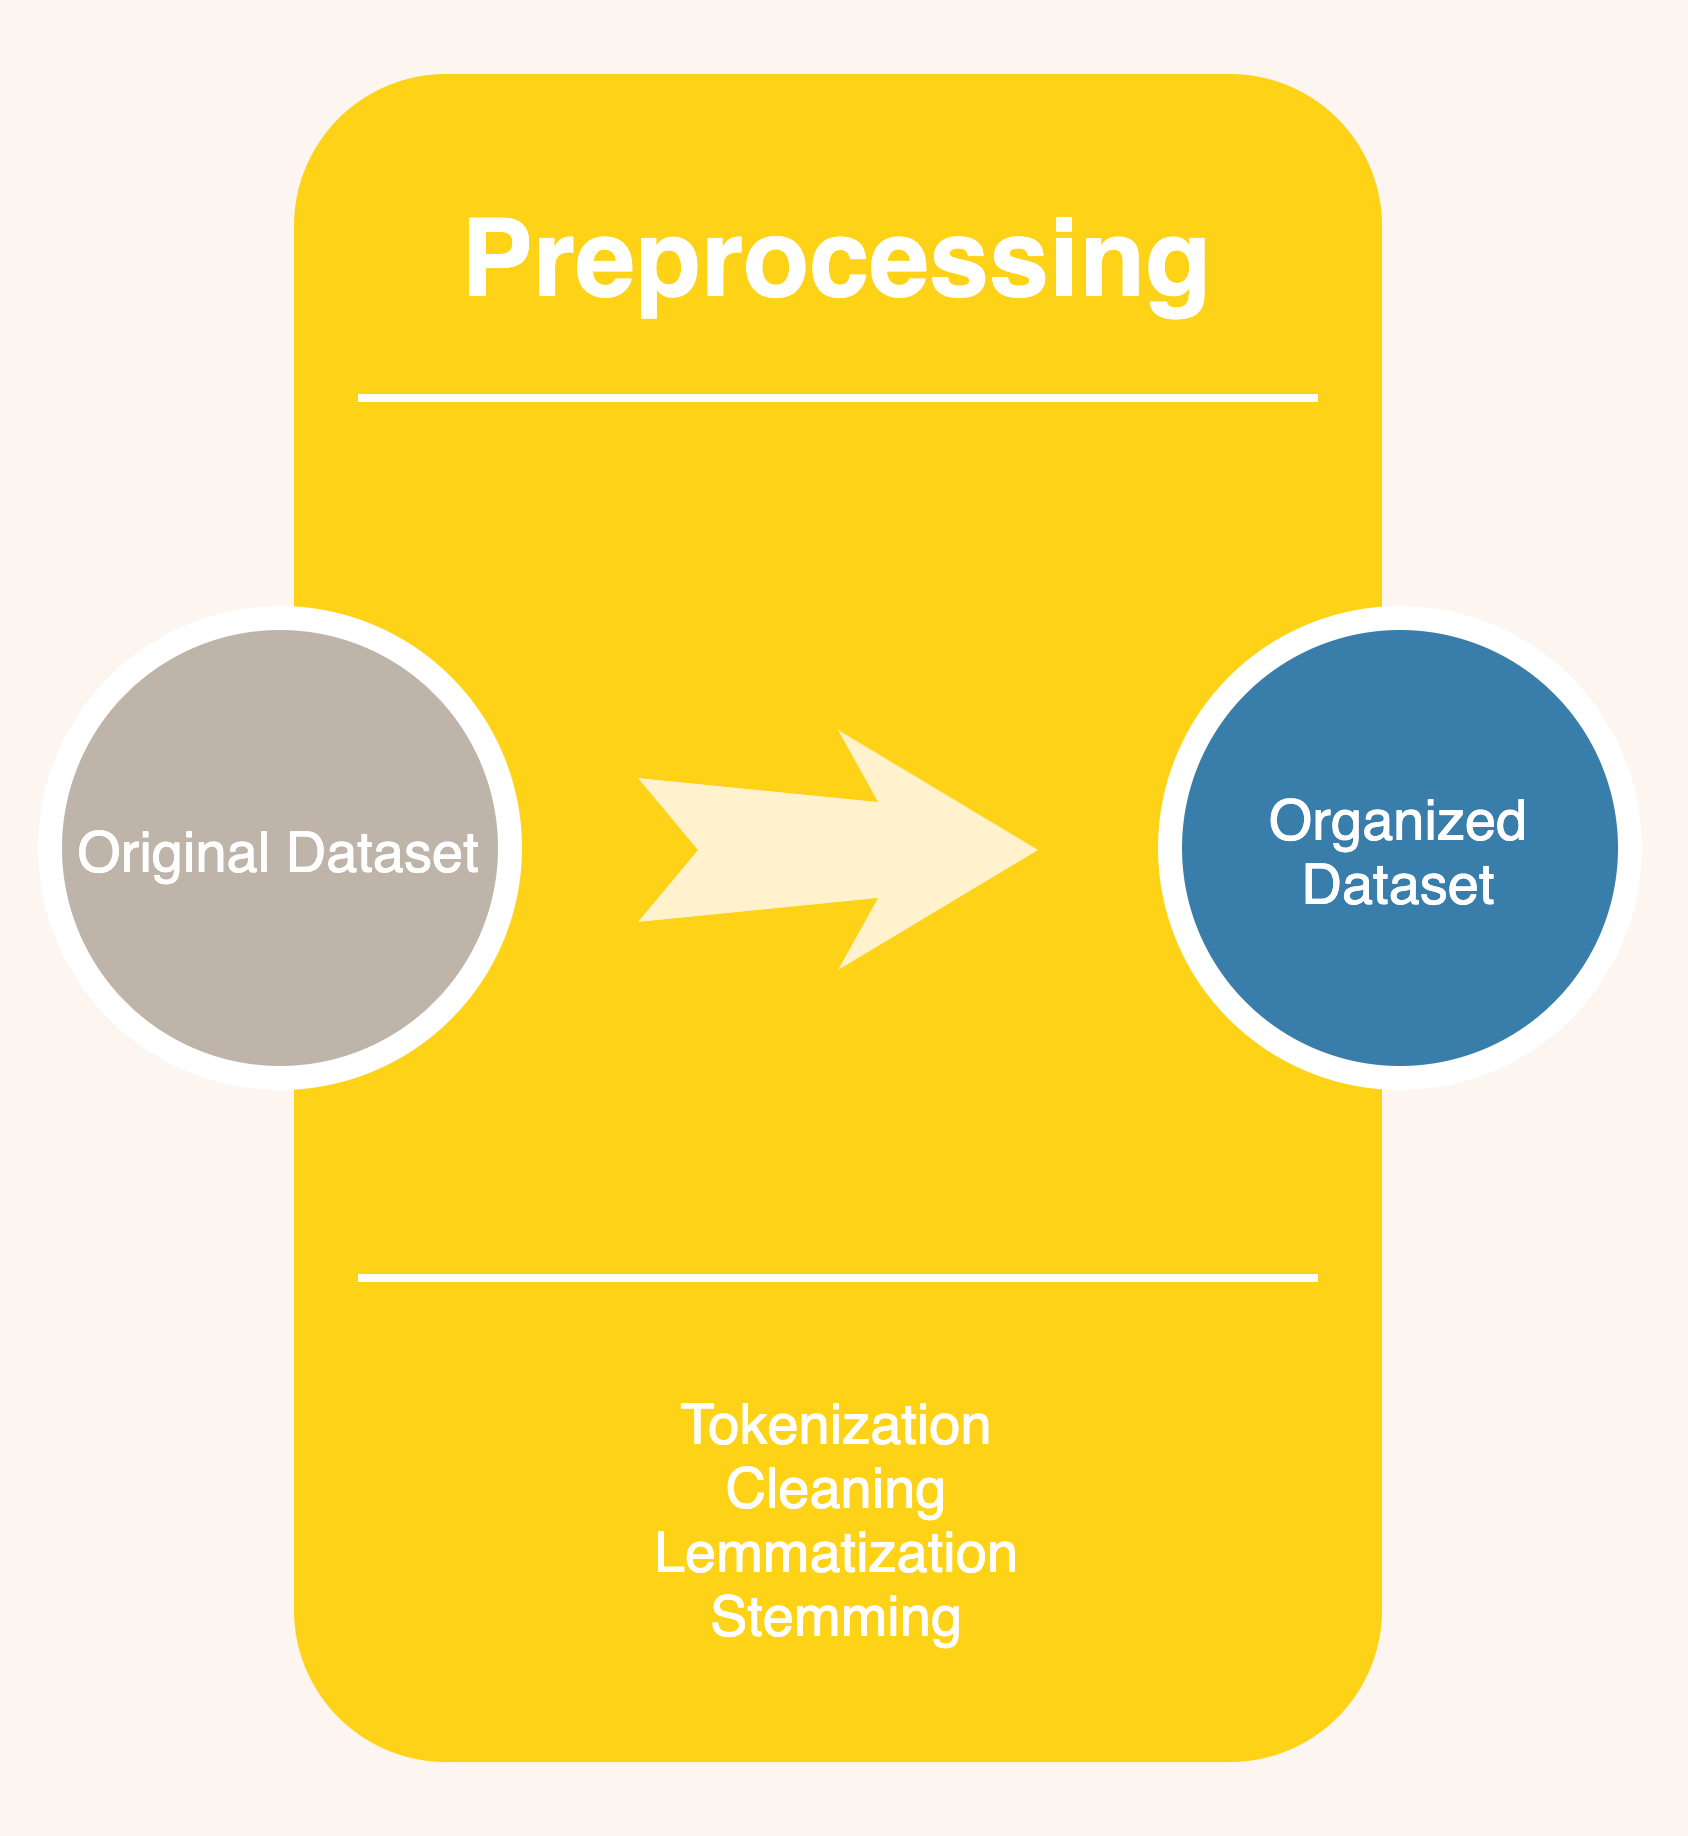 Preprocessing
Original Dataset
Organized
Dataset
Tokenization
Cleaning
Lemmatization
Stemming